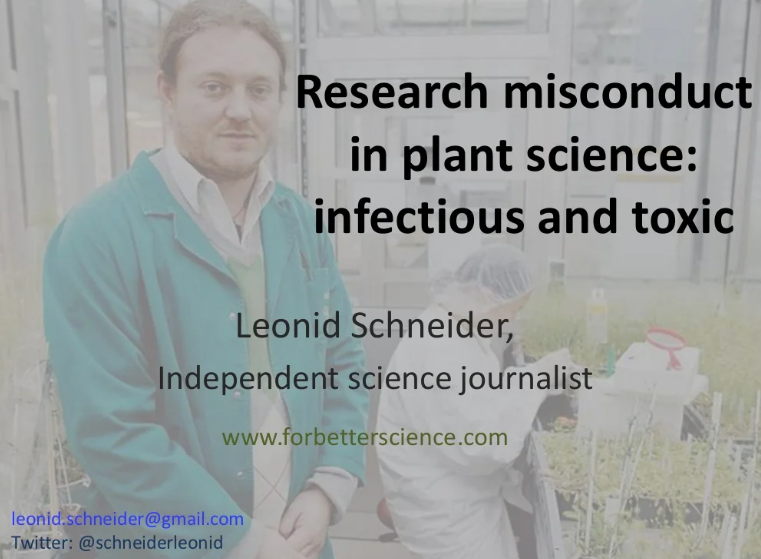 Research misconduct
in plant science:
infectious and toxic
Leonid Schneider,
Independent science journalist
www.forbetterscience.com
leonid.schneider@gmail.com
Twitter: @schneiderleonid